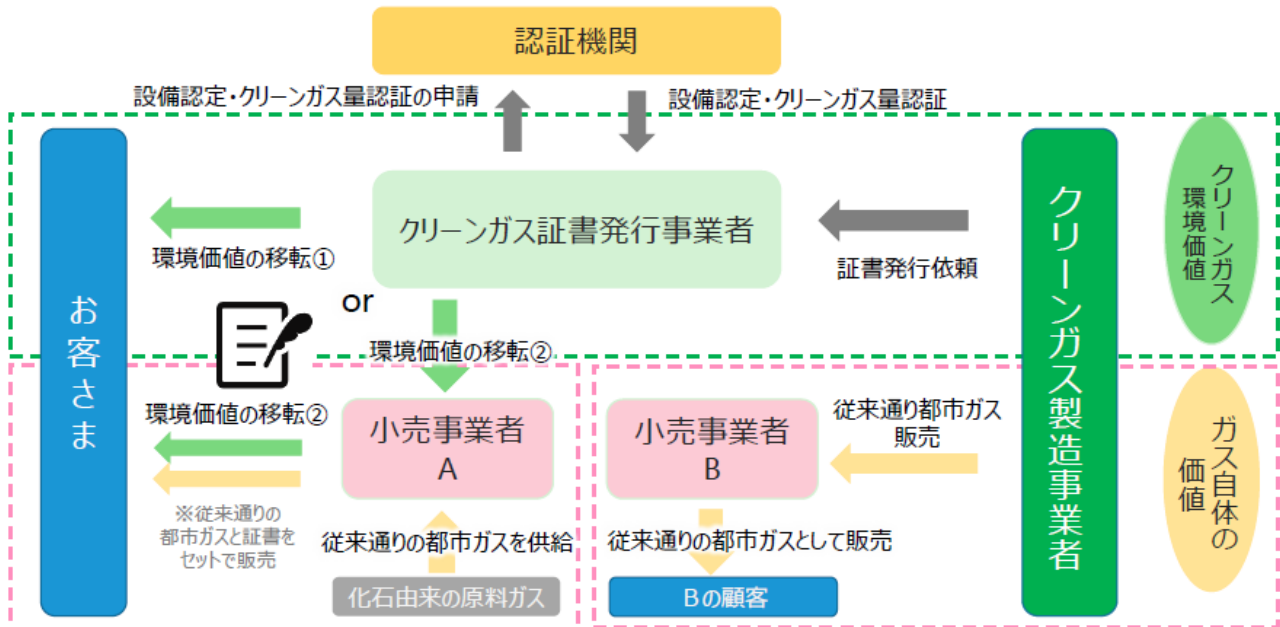 認証機関
設備認定・クリーンガス量認証の申請
設備認定・クリーンガス量認証
お客さま
クリーンガス証書発行事業者
クリーンガス製造事業者
クリーンガス
環境価値
環境価値の移転①
証書発行依頼
or
環境価値の移転②
環境価値の移転②
小売事業者
A
小売事業者
B
従来通り都市ガス
販売
ガス自体の
価値
※従来通りの
都市ガスと証書を
セットで販売
従来通りの都市ガスを供給
従来通りの都市ガスとして販売
化石由来の原料ガス
Bの顧客